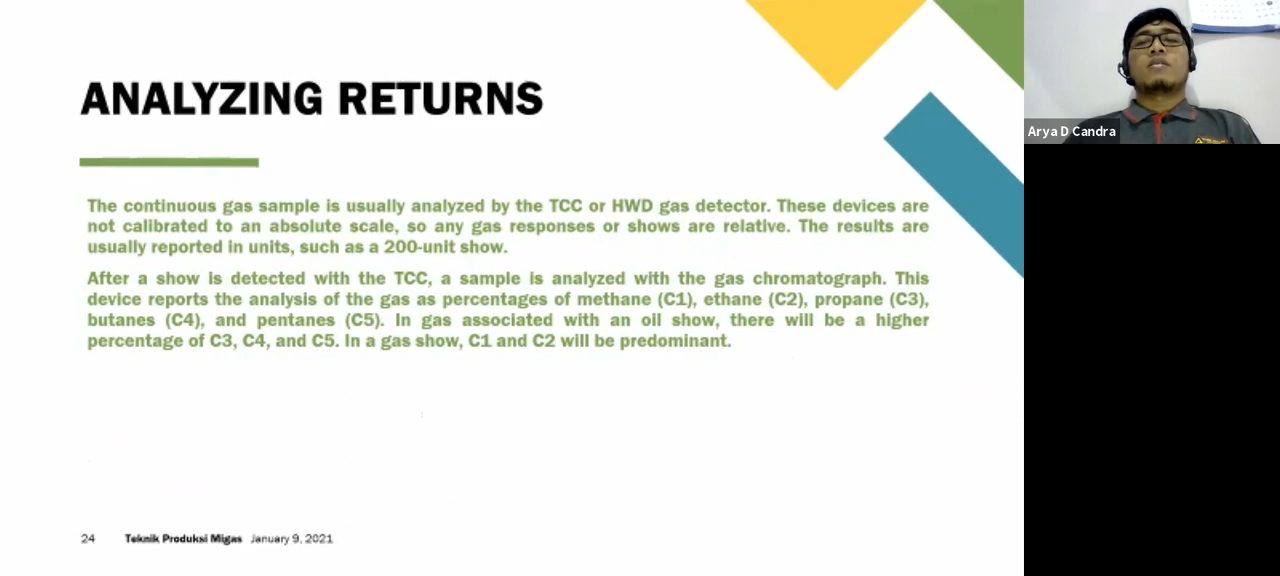 ANALYZING RETURNS
The continuous gas sample is usually analyzed by the TCC or HWD gas detector. These devices are
not calibrated to an absolute scale, so any gas responses or shows are relative. The results are
usually reported in units, such as a 200-unit show.
After a show is detected with the TCC, a sample is analyzed with the gas chromatograph. This
device reports the analysis of the gas as percentages of methane (C1), ethane (C2), propane (C3),
butanes (C4), and pentanes (C5). In gas associated with an oil show, there will be a higher
percentage of C3, C4, and C5. In a gas show, C1 and C2 will be predominant.
24 Teknik Produksi Migas January 9, 2021
Arya D Candra